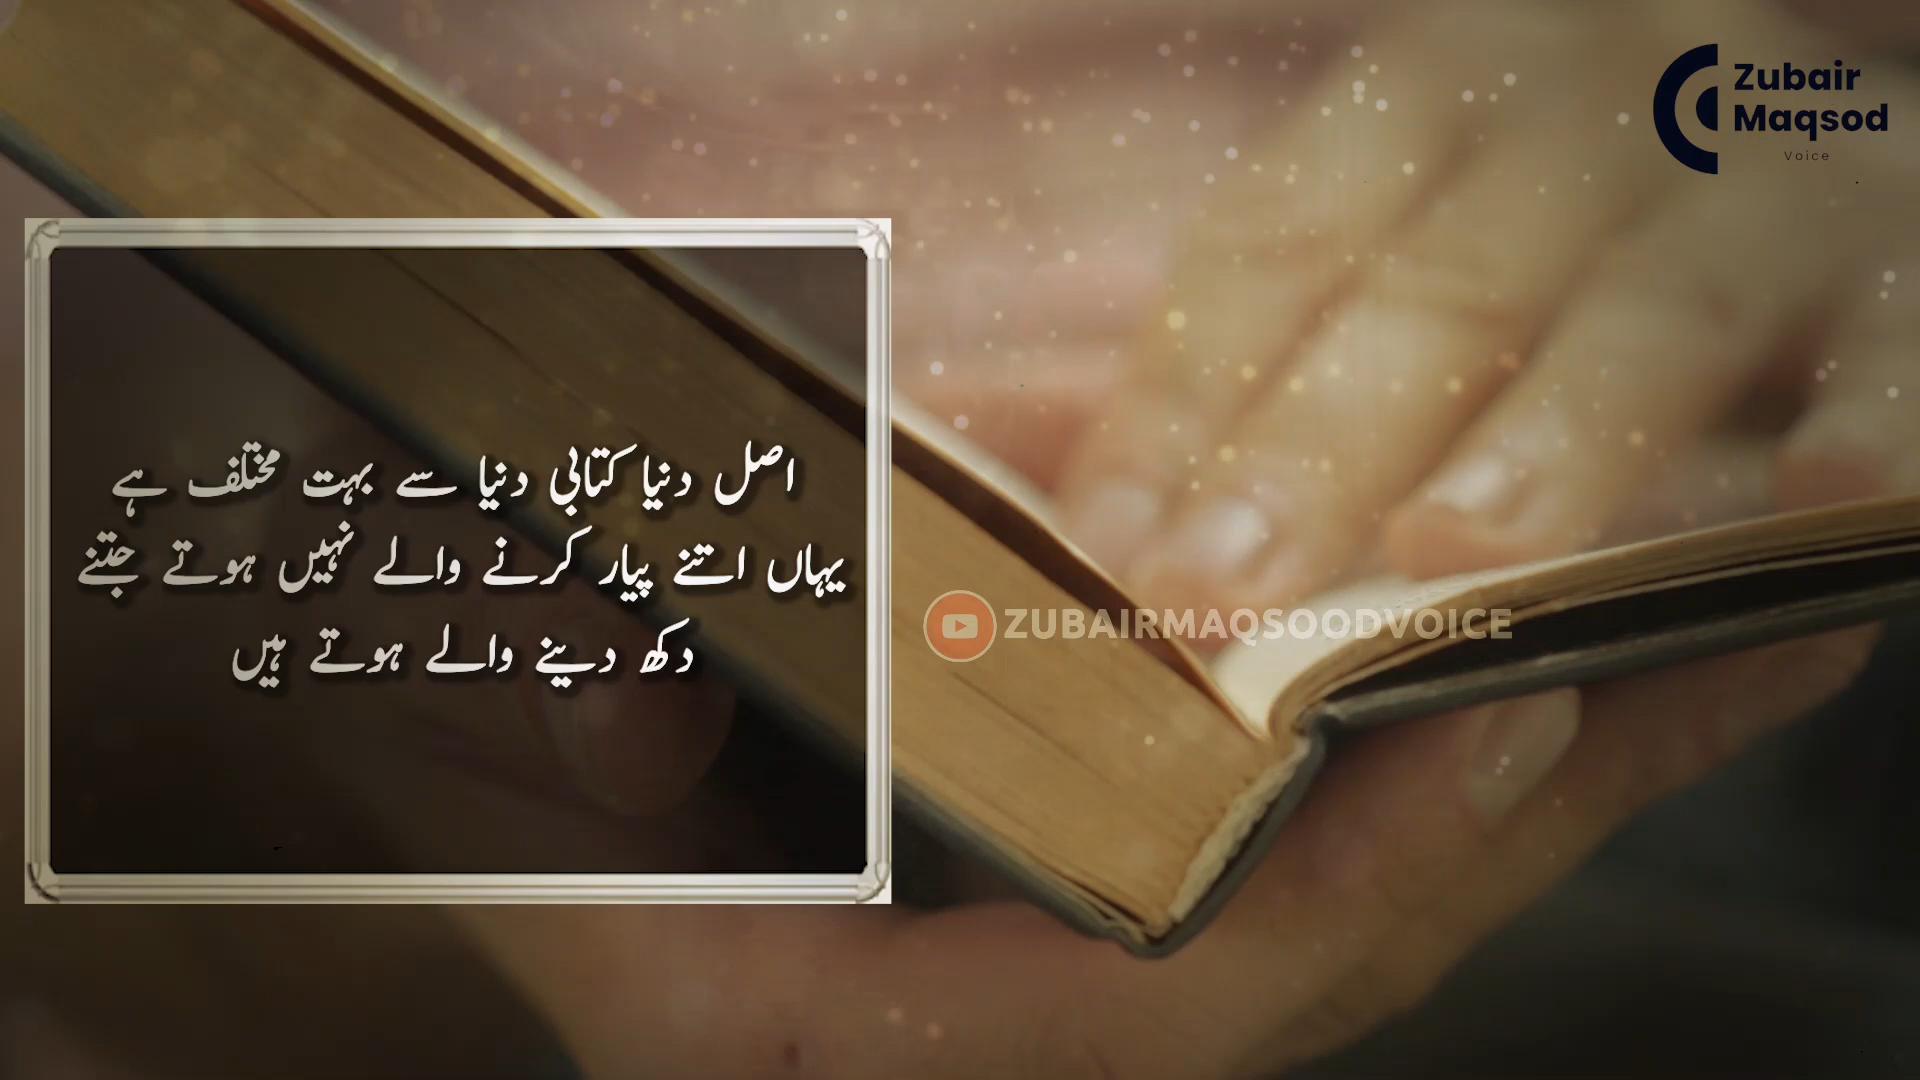 Zubair
Maqsod
Voice
اصل دنیا کتابی دنیا سے بہت مختلف ہے
یہاں اتنے پیار کرنے والے نہیں ہوتے جتنے
دکھ دینے والے ہوتے ہیں
ZUBAIRMAQSOODVOICE